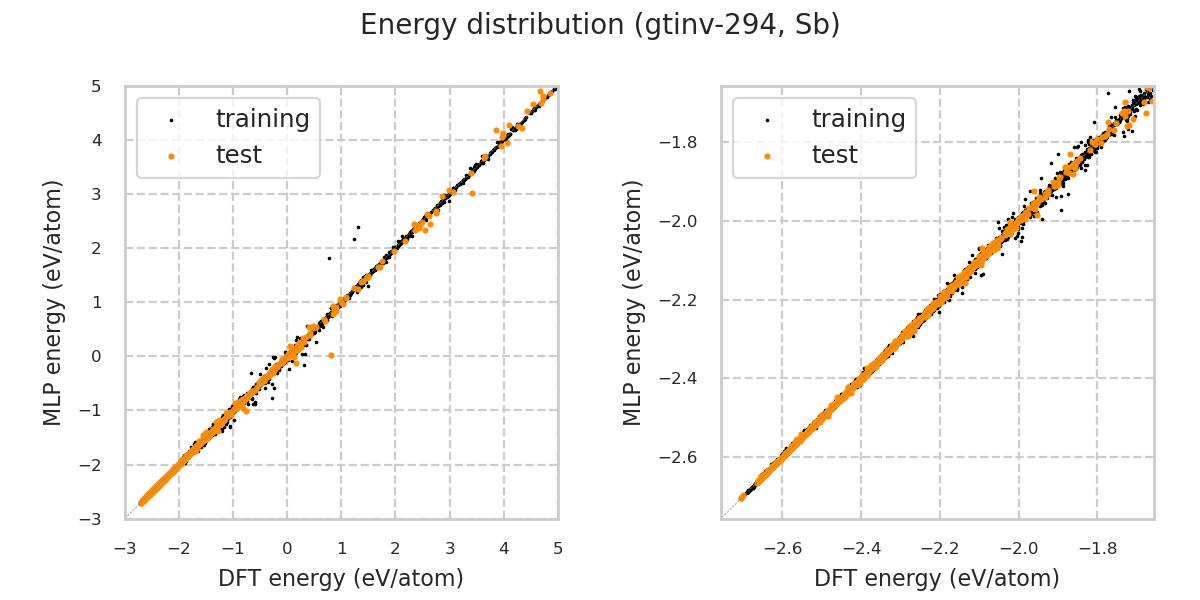 Energy distribution (gtinv-294, Sb)
training
test
5
4
3
2
1
0
−1
−2
−3
−3 −2 −1 0 1 2 3 4 5
MLP energy (eV/atom)
DFT energy (eV/atom)
training
test
−1.8
−2.0
−2.2
−2.4
−2.6
−2.6 −2.4 −2.2 −2.0 −1.8
MLP energy (eV/atom)
DFT energy (eV/atom)